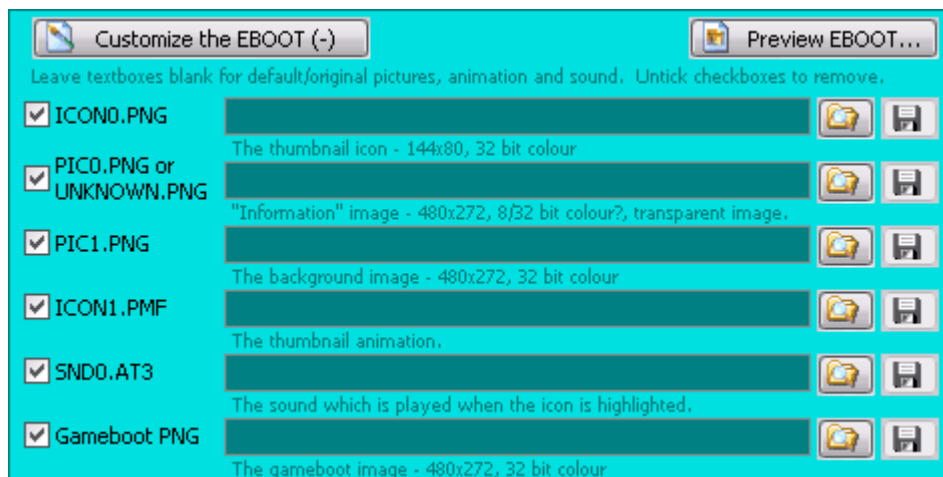 Customize the EBOOT (-)
Preview EBOOT...
Leave textboxes blank for default/original pictures, animation and sound. Untick checkboxes to remove.
ICON0.PNG
The thumbnail icon - 144x80, 32 bit colour
PIC0.PNG or
UNKNOWN.PNG
"Information" image - 480x272, 8/32 bit colour?, transparent image.
PIC1.PNG
The background image - 480x272, 32 bit colour
ICON1.PMF
The thumbnail animation.
SND0.AT3
The sound which is played when the icon is highlighted.
Gameboot PNG
The gameboot image - 480x272, 32 bit colour